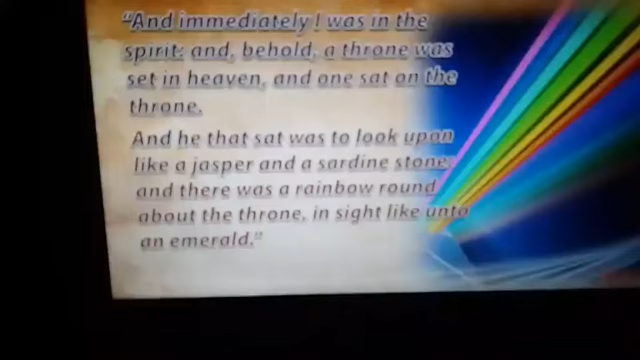 “And immediately I was in the
spirit: and, behold, a throne was
set in heaven, and one sat on the
throne.
And he that sat was to look upon
like a jasper and a sardine stone:
and there was a rainbow round
about the throne, in sight like unto
an emerald.”